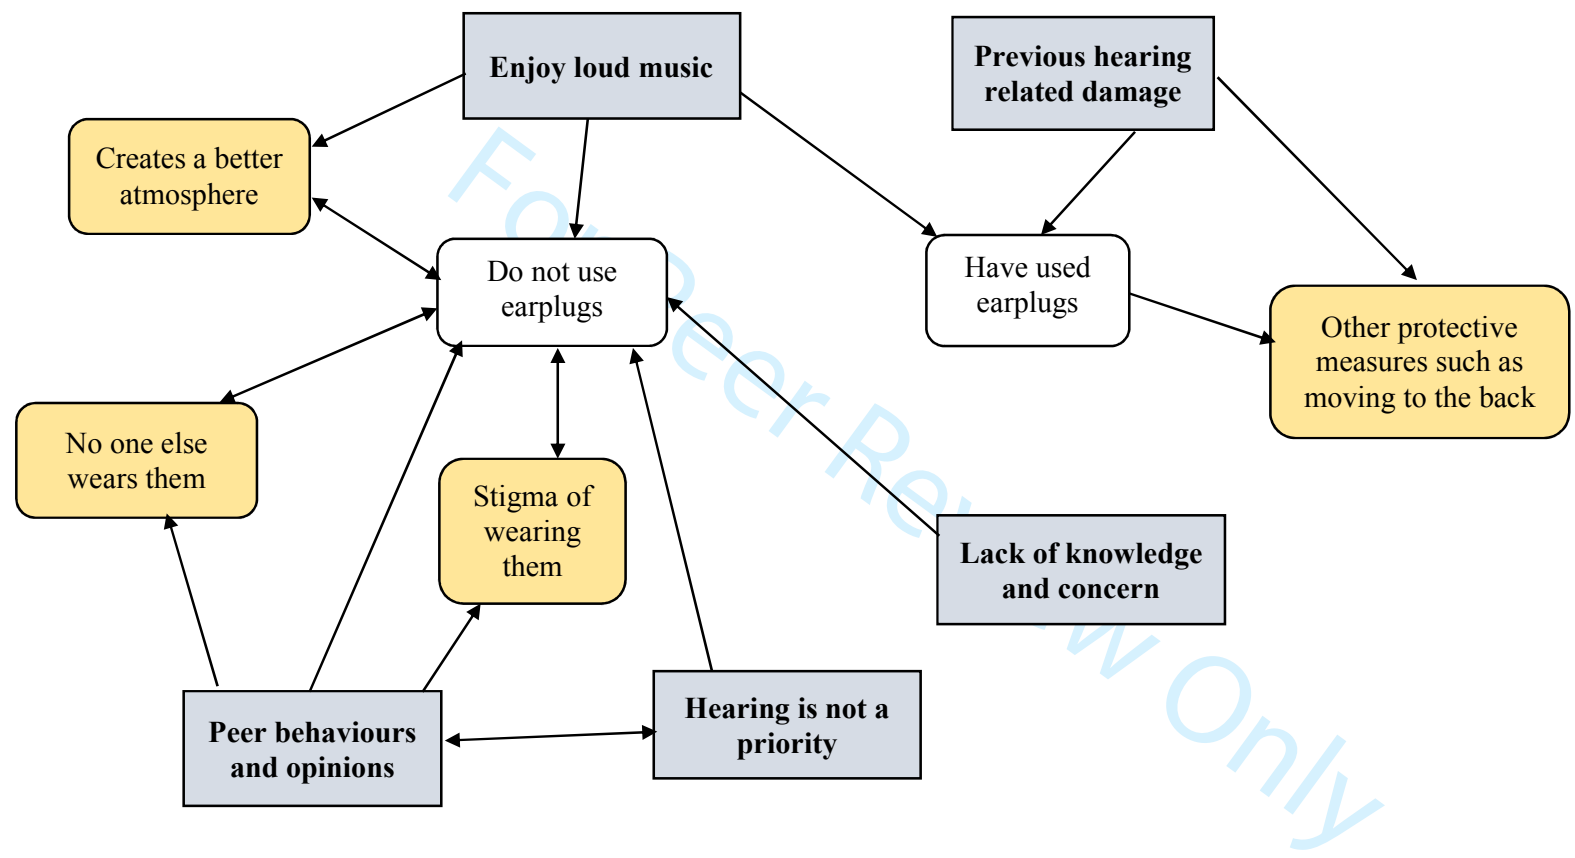 Enjoy loud music
Previous hearing
related damage
Creates a better
atmosphere
Do not use
earplugs
Have used
earplugs
Other protective
measures such as
moving to the back
No one else
wears them
Stigma of
wearing
them
Lack of knowledge
and concern
Peer behaviours
and opinions
Hearing is not a
priority
For Peer Review Only